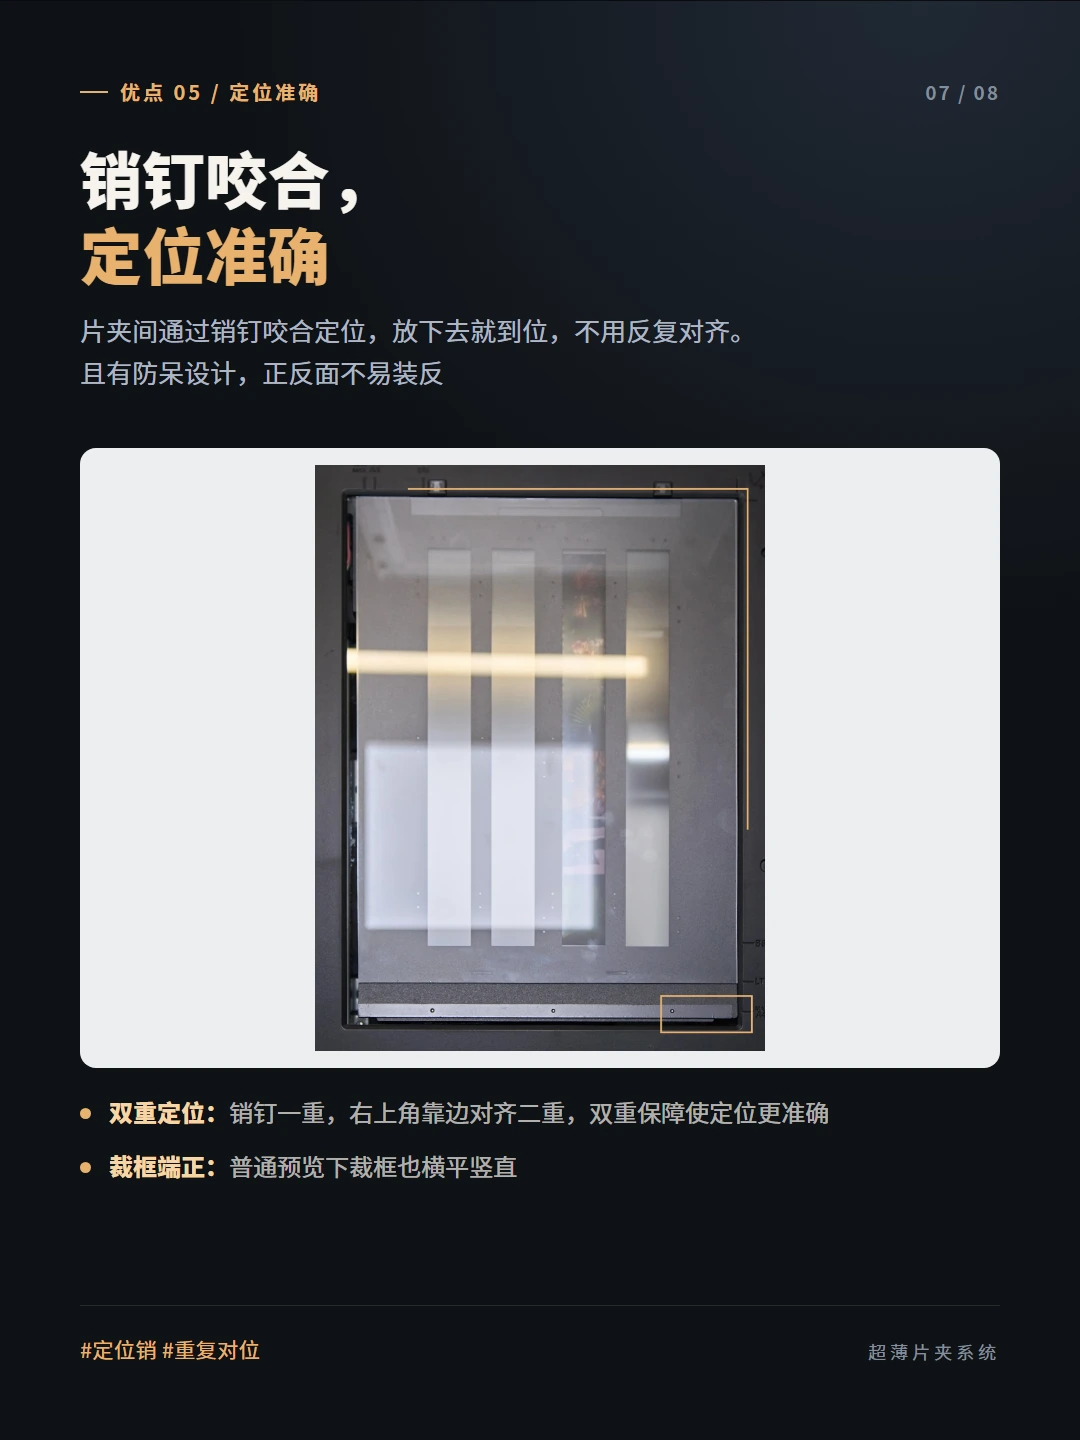 优点 05 / 定位准确
07 / 08
销钉咬合，
定位准确
片夹间通过销钉咬合定位，放下去就到位，不用反复对齐。
且有防呆设计，正反面不易装反
双重定位：销钉一重，右上角靠边对齐二重，双重保障使定位更准确
裁框端正：普通预览下裁框也横平竖直
#定位销 #重复对位
超薄片夹系统